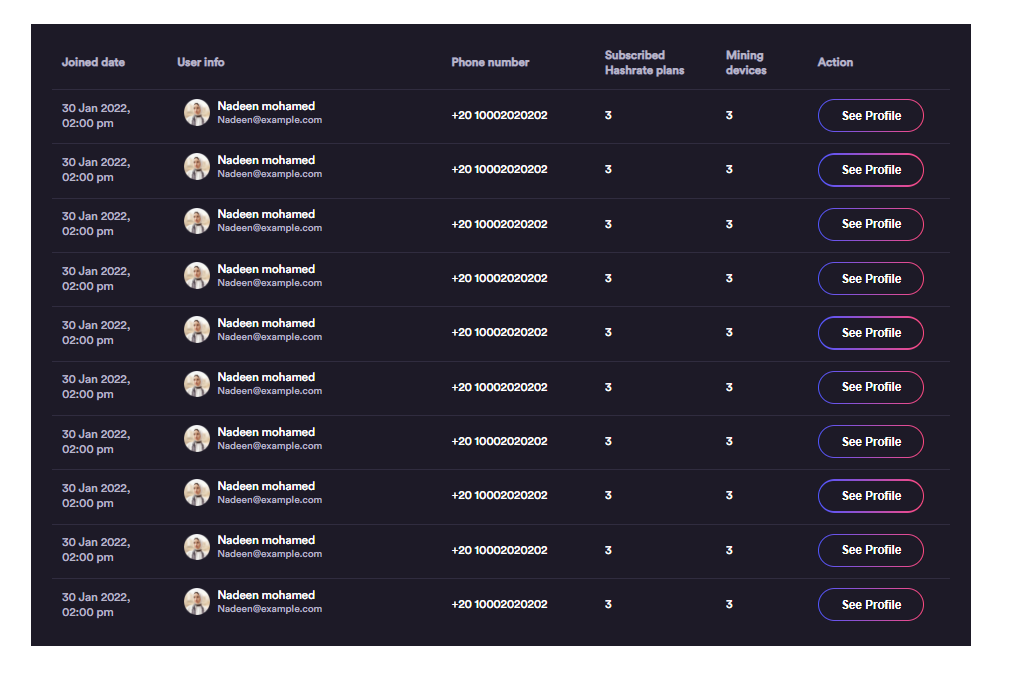 Joined date User info Phone number Subscribed Hashrate plans Mining devices Action
30 Jan 2022, 02:00 pm Nadeen mohamed Nadeen@example.com +20 10002020202 3 3 See Profile
30 Jan 2022, 02:00 pm Nadeen mohamed Nadeen@example.com +20 10002020202 3 3 See Profile
30 Jan 2022, 02:00 pm Nadeen mohamed Nadeen@example.com +20 10002020202 3 3 See Profile
30 Jan 2022, 02:00 pm Nadeen mohamed Nadeen@example.com +20 10002020202 3 3 See Profile
30 Jan 2022, 02:00 pm Nadeen mohamed Nadeen@example.com +20 10002020202 3 3 See Profile
30 Jan 2022, 02:00 pm Nadeen mohamed Nadeen@example.com +20 10002020202 3 3 See Profile
30 Jan 2022, 02:00 pm Nadeen mohamed Nadeen@example.com +20 10002020202 3 3 See Profile
30 Jan 2022, 02:00 pm Nadeen mohamed Nadeen@example.com +20 10002020202 3 3 See Profile
30 Jan 2022, 02:00 pm Nadeen mohamed Nadeen@example.com +20 10002020202 3 3 See Profile
30 Jan 2022, 02:00 pm Nadeen mohamed Nadeen@example.com +20 10002020202 3 3 See Profile